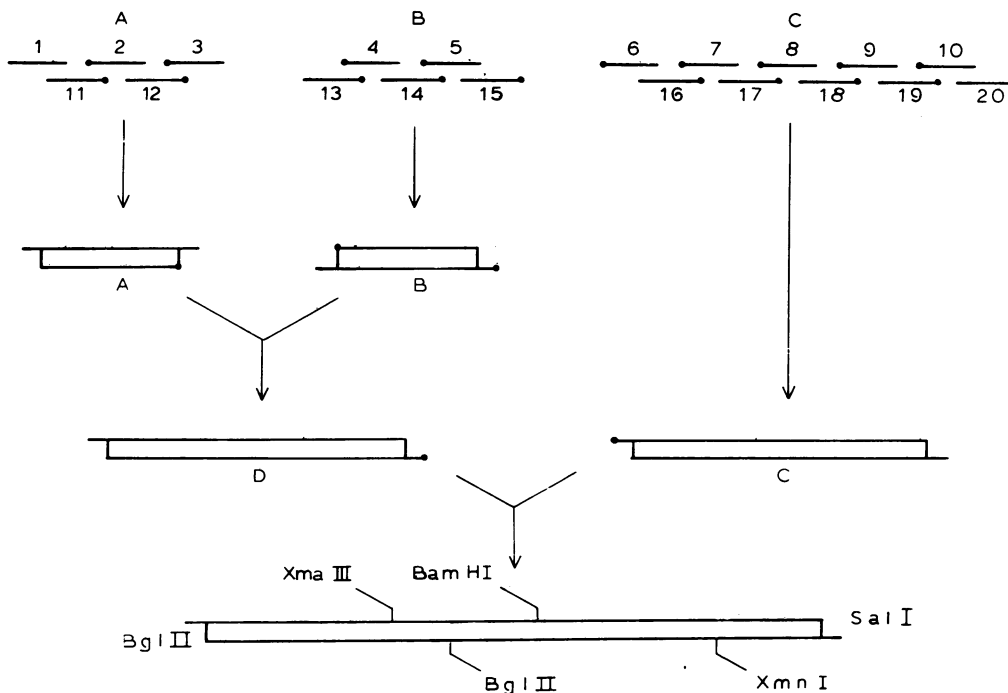 A B C
1 2 3 4 5 6 7 8 9 10
11 12 13 14 15 16 17 18 19 20
A B
D C
Xma III Bam HI
Bgl II Sal I
Bgl II Xmn I